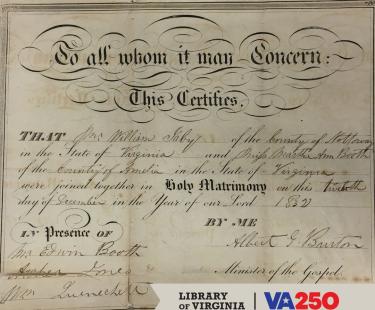 To all whom it may Concern:
This Certifies,
THAT Mr William of the County of Nottoway
in the State of Virginia and Miss Martha Ann Booth
of the County of Amelia in the State of Virginia
were joined together in Holy Matrimony on this
day of December in the Year of our Lord
IN Presence OF BY ME
Mr Edwin Booth Albert G Burton
Jones Minister of the Gospel
LIBRARY
OF VIRGINIA
VA250